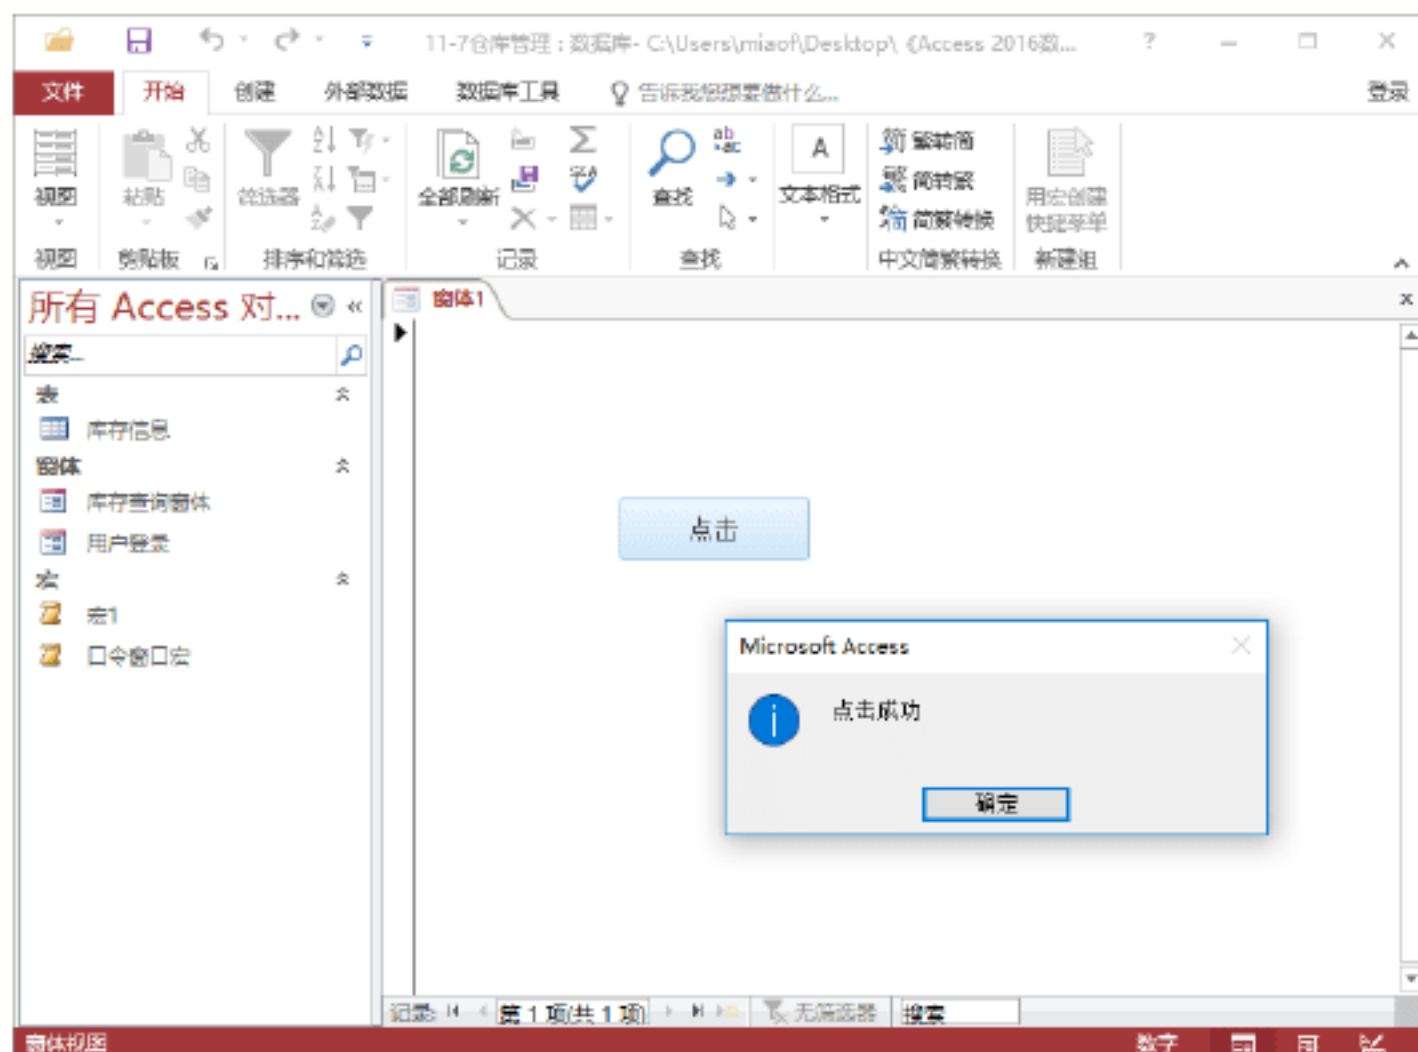 11-7仓库管理：数据库- C:\Users\miaof\Desktop\《Access 2016数...
?
文件 开始 创建 外部数据 数据库工具 告诉我您想要做什么... 登录
视图 粘贴 筛选器 全部刷新 查找 文本格式 繁转简 简转繁 简繁转换 用宏创建
快捷菜单
视图 剪贴板 排序和筛选 记录 查找 中文简繁转换 新建组
所有 Access 对... «
窗体1
搜索...
表
库存信息
窗体
库存查询窗体
用户登录
宏
宏1
口令窗口宏
点击
Microsoft Access
点击成功
确定
记录: 第 1 项(共 1 项) 无筛选器 搜索
窗体视图 数字